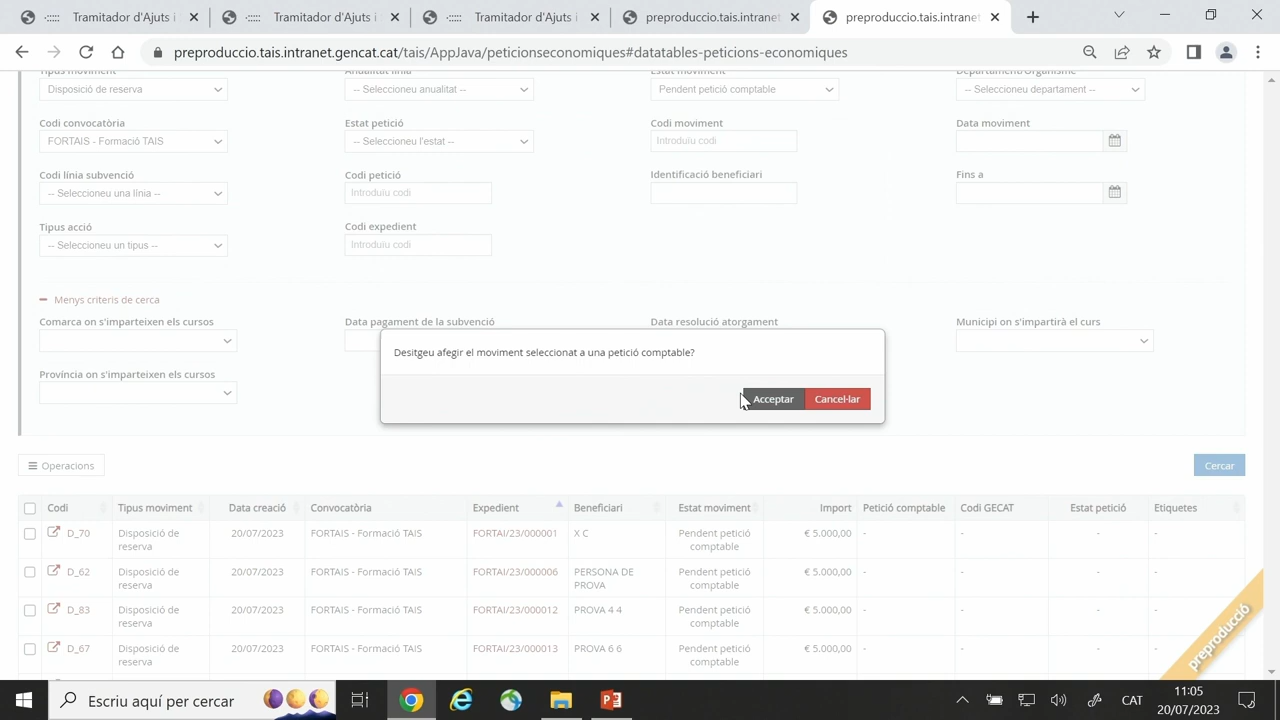 Tramitador d'Ajuts i
Tramitador d'Ajuts i
Tramitador d'Ajuts i
preproduccio.tais.intranet
preproduccio.tais.intranet
preproduccio.tais.intranet.gencat.cat/tais/AppJava/peticionseconomiques#datatables-peticions-economiques
Tipus moviment
Anualitat línia
Estat moviment
Departament/Organisme
Disposició de reserva
-- Seleccioneu anualitat --
Pendent petició comptable
-- Seleccioneu departament --
Codi convocatòria
Estat petició
Codi moviment
Data moviment
FORTAIS - Formació TAIS
-- Seleccioneu l'estat --
Introduïu codi
Codi línia subvenció
Codi petició
Identificació beneficiari
Fins a
-- Seleccioneu una línia --
Introduïu codi
Tipus acció
Codi expedient
-- Seleccioneu un tipus --
Introduïu codi
Menys criteris de cerca
Comarca on s'imparteixen els cursos
Data pagament de la subvenció
Data resolució atorgament
Municipi on s'impartirà el curs
Província on s'imparteixen els cursos
Desitgeu afegir el moviment seleccionat a una petició comptable?
Acceptar
Cancel·lar
Operacions
Cercar
Codi Tipus moviment Data creació Convocatòria Expedient Beneficiari Estat moviment Import Petició comptable Codi GECAT Estat petició Etiquetes
D_70 Disposició de reserva 20/07/2023 FORTAIS - Formació TAIS FORTAI/23/000001 X C Pendent petició comptable € 5.000,00 - - - -
D_62 Disposició de reserva 20/07/2023 FORTAIS - Formació TAIS FORTAI/23/000006 PERSONA DE PROVA Pendent petició comptable € 5.000,00 - - - -
D_83 Disposició de reserva 20/07/2023 FORTAIS - Formació TAIS FORTAI/23/000012 PROVA 4 4 Pendent petició comptable € 5.000,00 - - - -
D_67 Disposició de reserva 20/07/2023 FORTAIS - Formació TAIS FORTAI/23/000013 PROVA 6 6 Pendent petició comptable € 5.000,00 - - - -
preproducció
Escriu aquí per cercar
CAT
11:05
20/07/2023